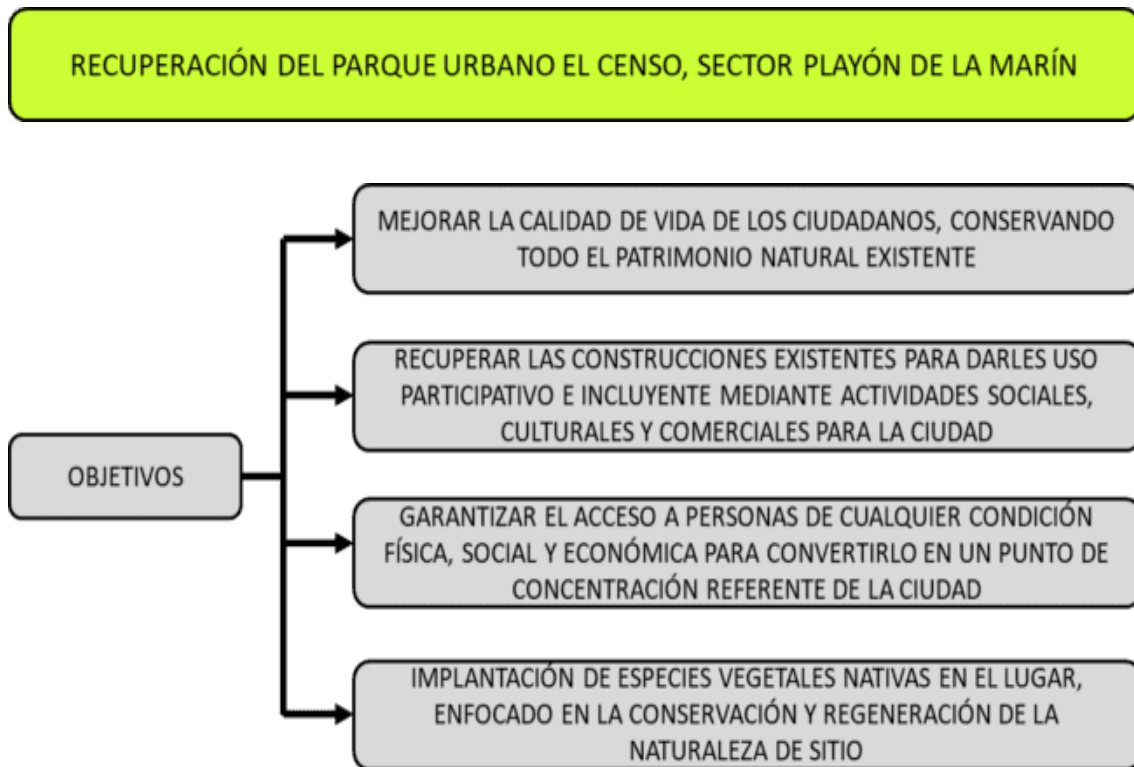 RECUPERACIÓN DEL PARQUE URBANO EL CENSO, SECTOR PLAYÓN DE LA MARÍN
MEJORAR LA CALIDAD DE VIDA DE LOS CIUDADANOS, CONSERVANDO
TODO EL PATRIMONIO NATURAL EXISTENTE
RECUPERAR LAS CONSTRUCCIONES EXISTENTES PARA DARLES USO
PARTICIPATIVO E INCLUYENTE MEDIANTE ACTIVIDADES SOCIALES,
CULTURALES Y COMERCIALES PARA LA CIUDAD
OBJETIVOS
GARANTIZAR EL ACCESO A PERSONAS DE CUALQUIER CONDICIÓN
FÍSICA, SOCIAL Y ECONÓMICA PARA CONVERTIRLO EN UN PUNTO DE
CONCENTRACIÓN REFERENTE DE LA CIUDAD
IMPLANTACIÓN DE ESPECIES VEGETALES NATIVAS EN EL LUGAR,
ENFOCADO EN LA CONSERVACIÓN Y REGENERACIÓN DE LA
NATURALEZA DE SITIO